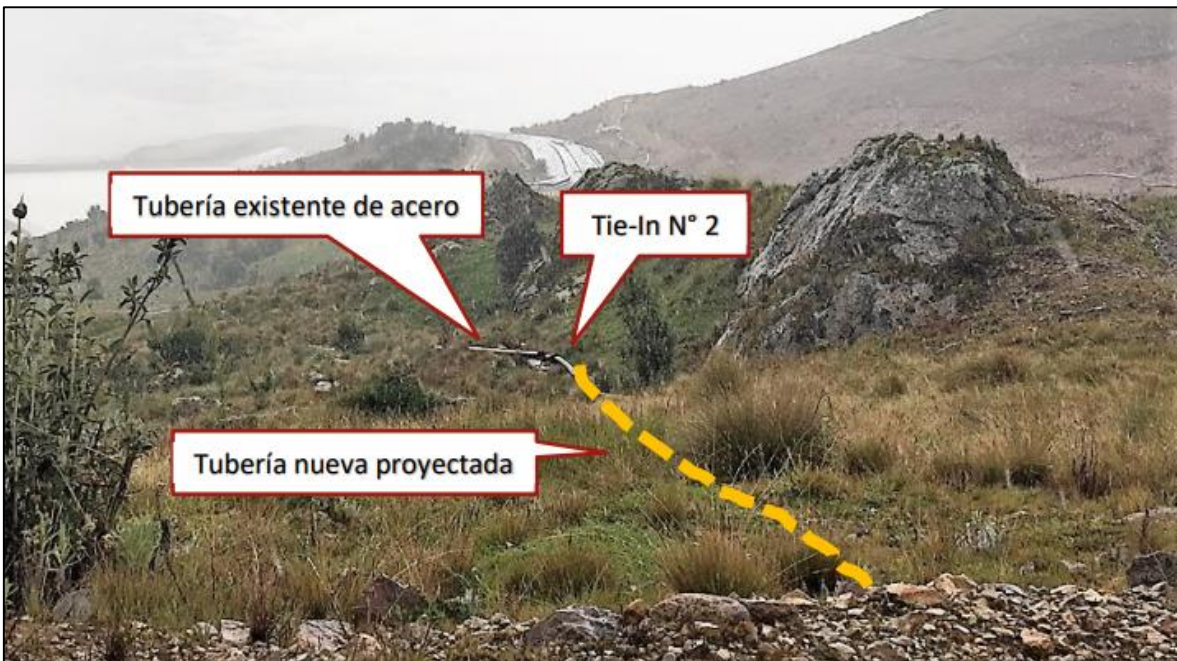 Tubería existente de acero
Tie-In N° 2
Tubería nueva proyectada